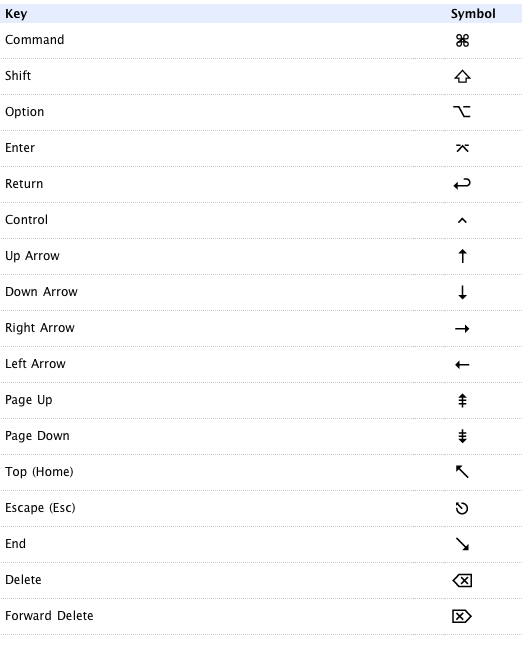 Key Symbol
Command ⌘
Shift ⇧
Option ⌥
Enter ⌤
Return ↩
Control ⌃
Up Arrow ↑
Down Arrow ↓
Right Arrow →
Left Arrow ←
Page Up ⇞
Page Down ⇟
Top (Home) ↖
Escape (Esc) ⎋
End ↘
Delete ⌫
Forward Delete ⌦